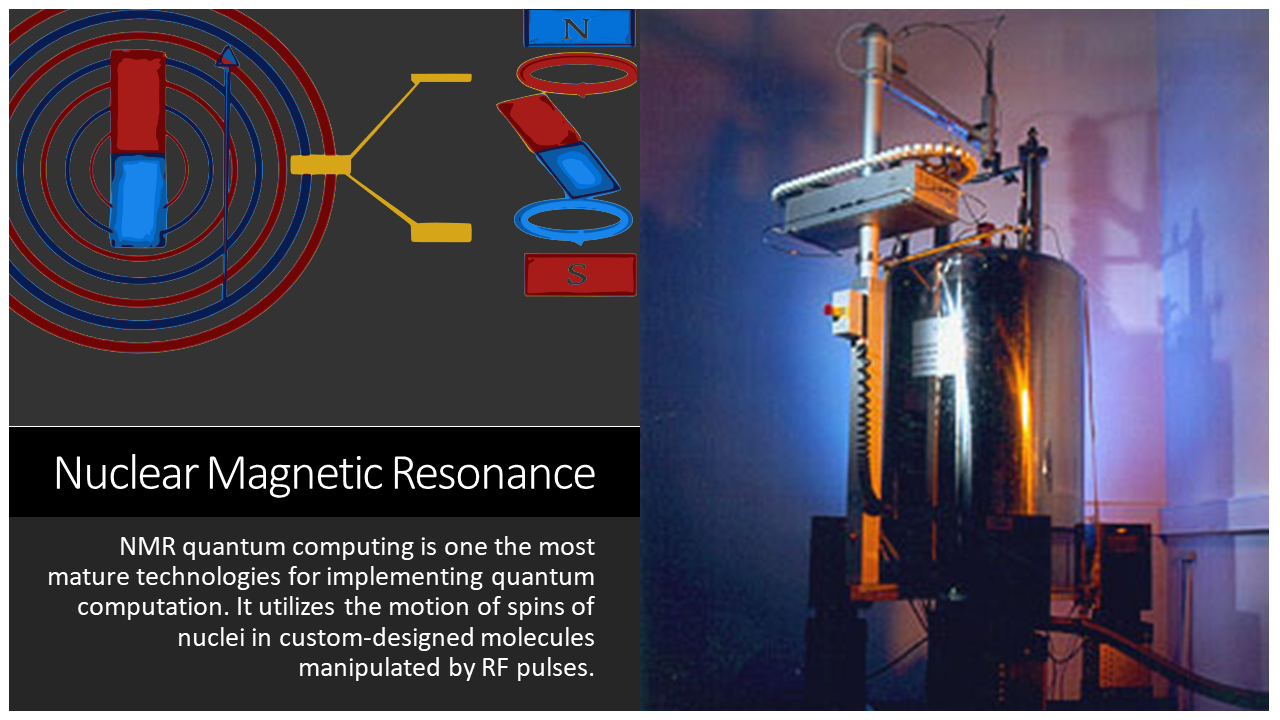 N
S
Nuclear Magnetic Resonance
NMR quantum computing is one the most
mature technologies for implementing quantum
computation. It utilizes the motion of spins of
nuclei in custom-designed molecules
manipulated by RF pulses.